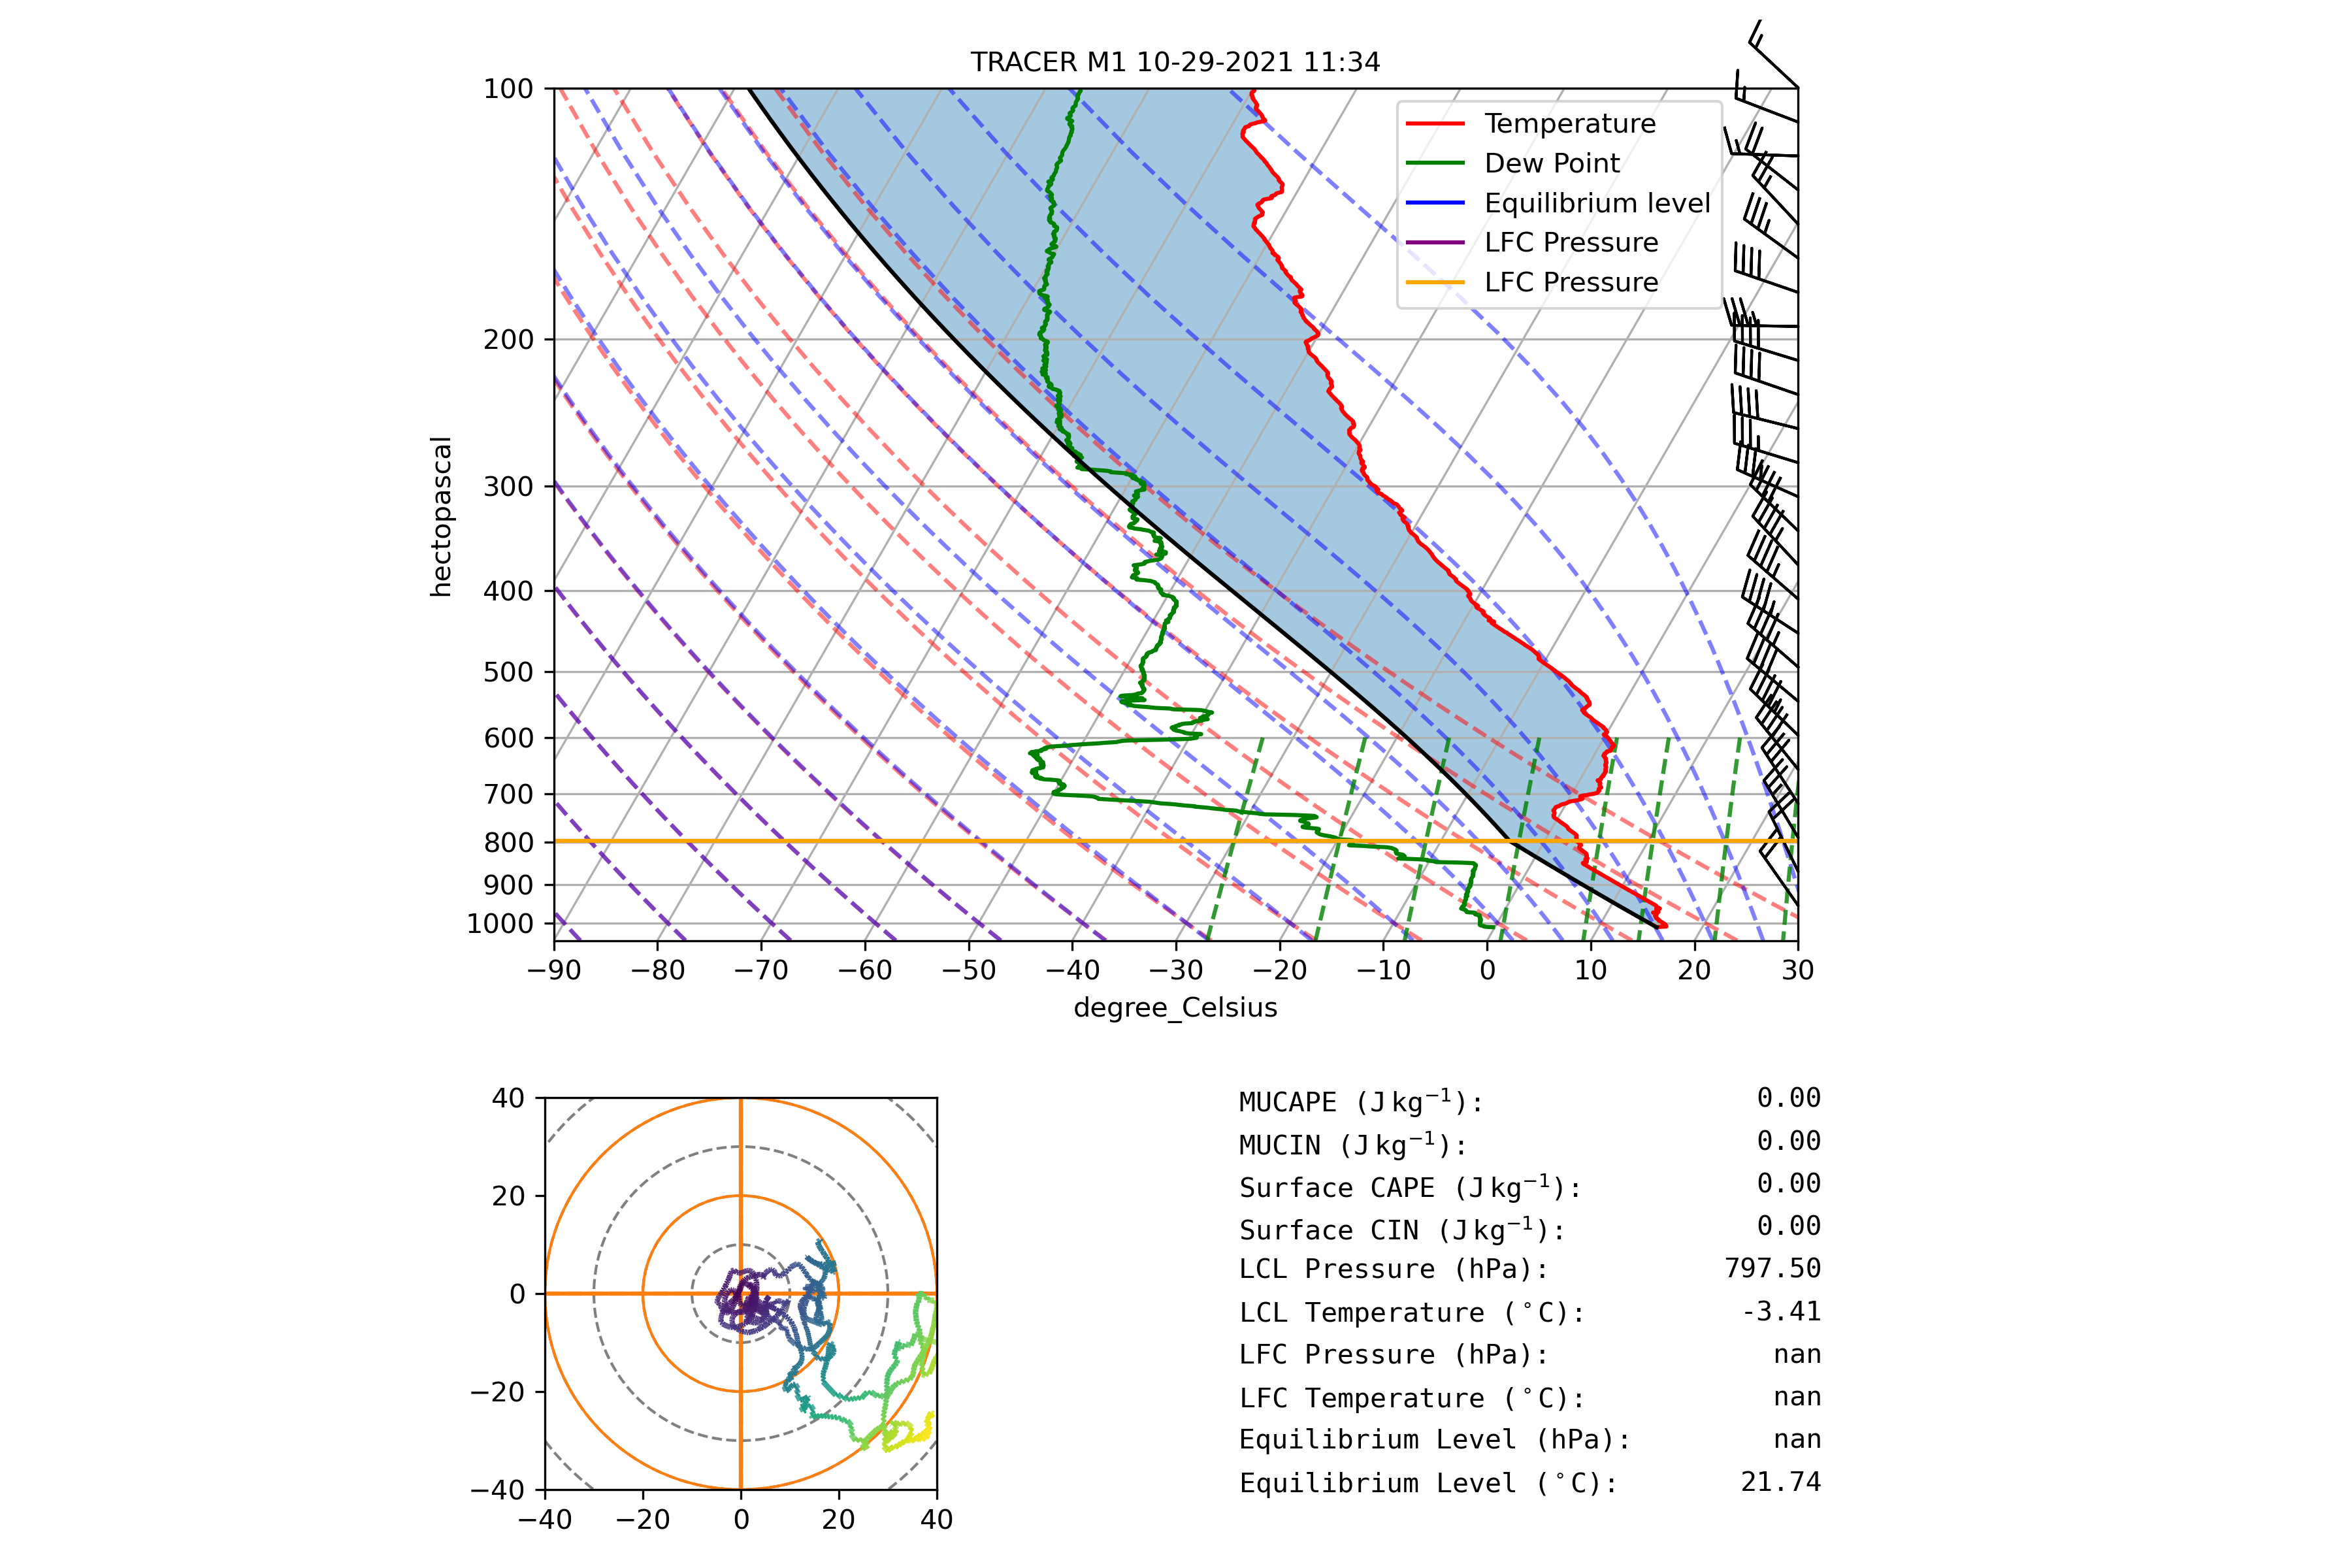 TRACER M1 10-29-2021 11:34
100
200
300
400
500
600
700
800
900
1000
hectopascal
Temperature
Dew Point
Equilibrium level
LFC Pressure
LFC Pressure
−90 −80 −70 −60 −50 −40 −30 −20 −10 0 10 20 30
degree_Celsius
40
20
0
−20
−40
−40 −20 0 20 40
MUCAPE (J kg⁻¹): 0.00
MUCIN (J kg⁻¹): 0.00
Surface CAPE (J kg⁻¹): 0.00
Surface CIN (J kg⁻¹): 0.00
LCL Pressure (hPa): 797.50
LCL Temperature (°C): -3.41
LFC Pressure (hPa): nan
LFC Temperature (°C): nan
Equilibrium Level (hPa): nan
Equilibrium Level (°C): 21.74